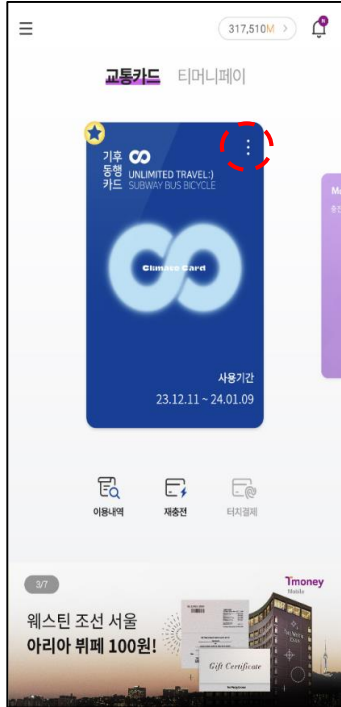 317,510M >
교통카드 티머니페이
기후
동행 UNLIMITED TRAVEL:)
카드 SUBWAY BUS BICYCLE
Climate Card
사용기간
23.12.11 ~ 24.01.09
이용내역 재충전 터치결제
3/7
Tmoney
Mobile
웨스틴 조선 서울
아리아 뷔페 100원!
Gift Certificate